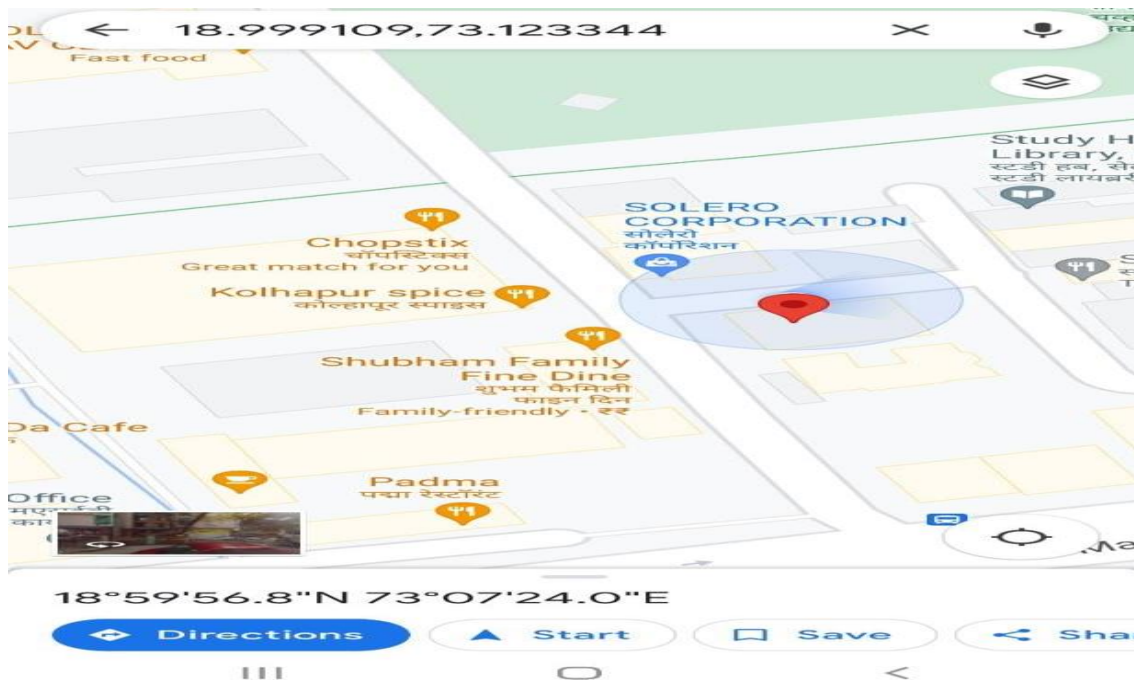 18.999109,73.123344
Fast food
Study H
Library,
स्टडी हब, से
स्टडी लायब्ररी
SOLERO
CORPORATION
सोलेरो
कॉर्पोरेशन
Chopstix
चॉपस्टिक्स
Great match for you
Kolhapur spice
कोल्हापूर स्पाइस
Shubham Family
Fine Dine
शुभम फॅमिली
फाइन दिन
Family-friendly • ₹₹
Da Cafe
Padma
पद्मा रेस्टॉरंट
Office
18°59'56.8"N 73°07'24.0"E
Directions
Start
Save
Sha